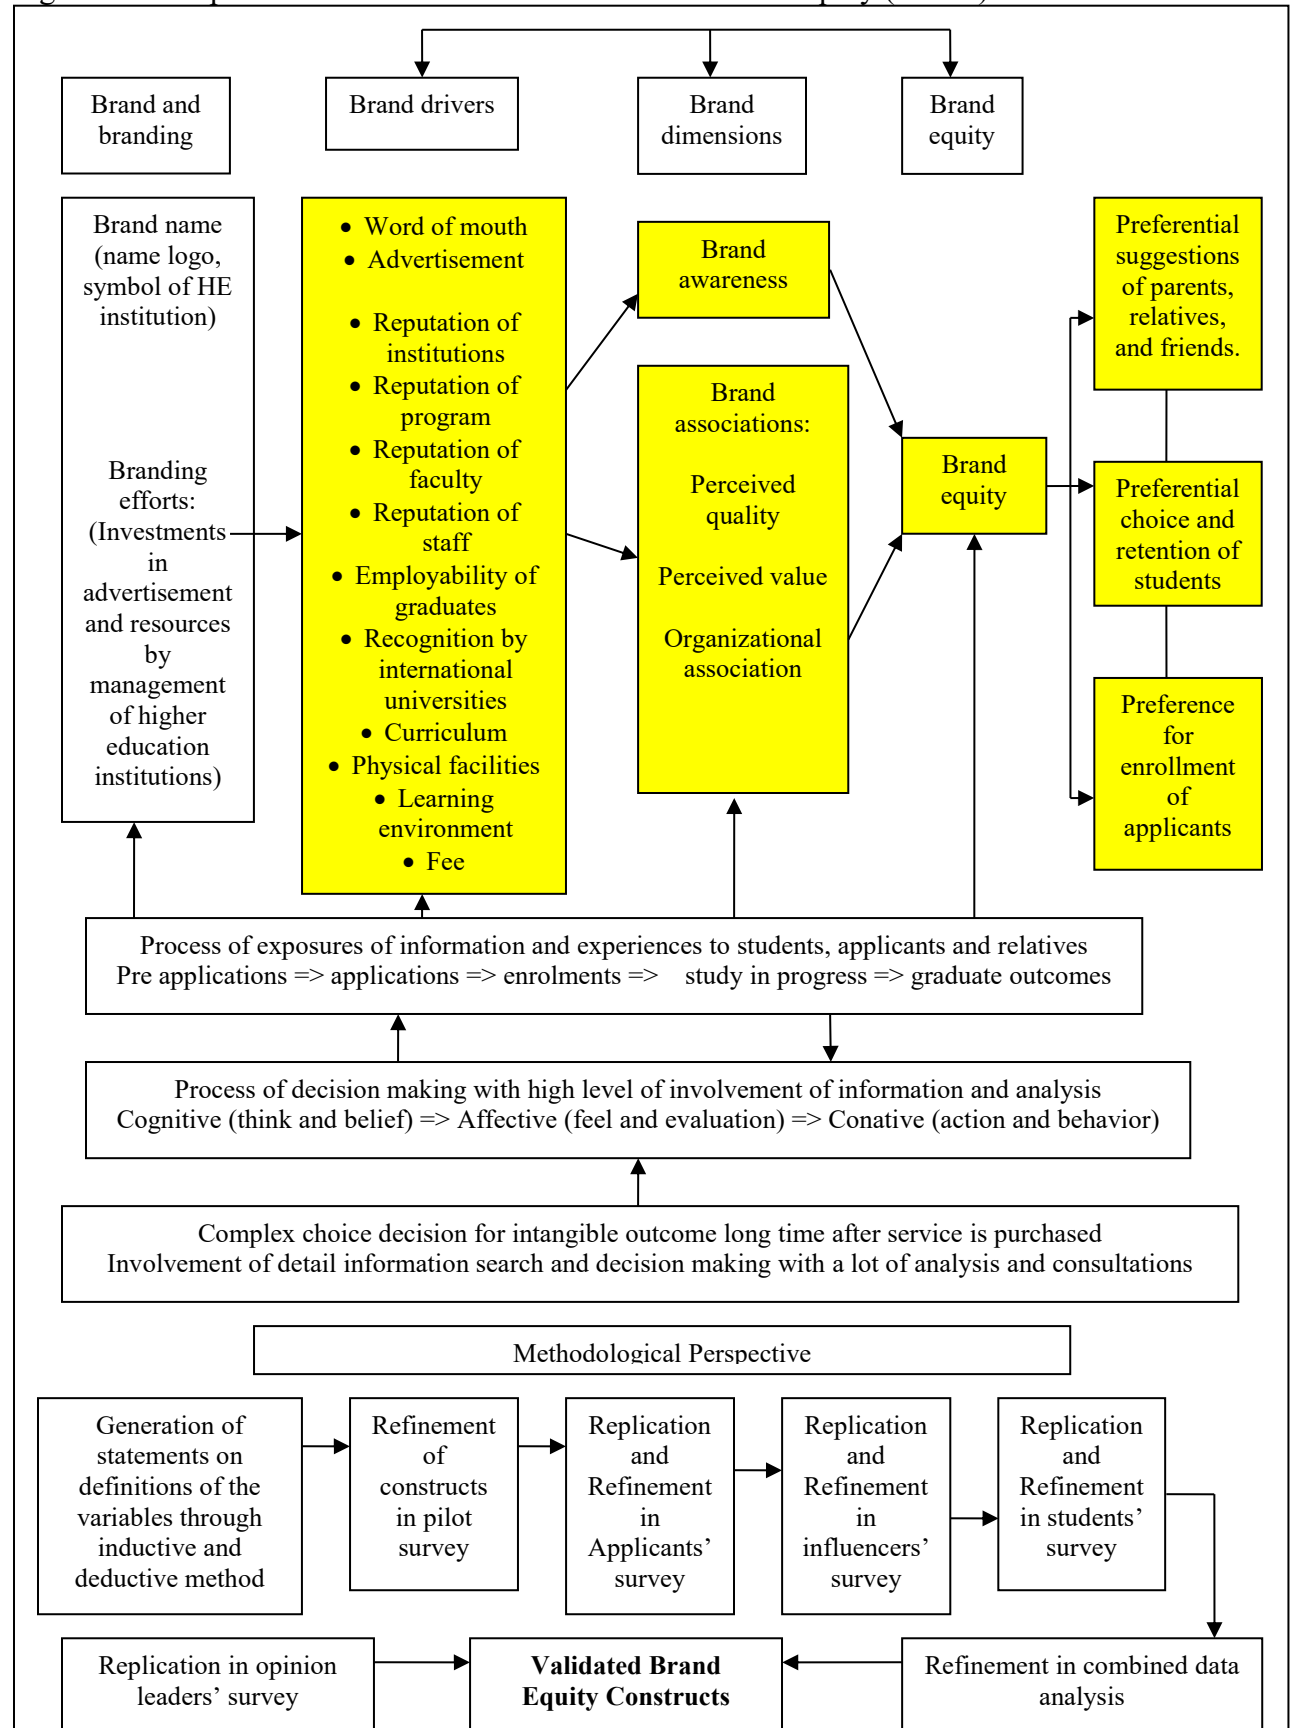 Brand and
branding
Brand drivers
Brand
dimensions
Brand
equity
Brand name
(name logo,
symbol of HE
institution)
Branding
efforts:
(Investments
in
advertisement
and resources
by
management
of higher
education
institutions)
• Word of mouth
• Advertisement
• Reputation of
institutions
• Reputation of
program
• Reputation of
faculty
• Reputation of
staff
• Employability of
graduates
• Recognition by
international
universities
• Curriculum
• Physical facilities
• Learning
environment
• Fee
Brand
awareness
Brand
associations:
Perceived
quality
Perceived value
Organizational
association
Brand
equity
Preferential
suggestions
of parents,
relatives,
and friends.
Preferential
choice and
retention of
students
Preference
for
enrollment
of
applicants
Process of exposures of information and experiences to students, applicants and relatives
Pre applications => applications => enrolments => study in progress => graduate outcomes
Process of decision making with high level of involvement of information and analysis
Cognitive (think and belief) => Affective (feel and evaluation) => Conative (action and behavior)
Complex choice decision for intangible outcome long time after service is purchased
Involvement of detail information search and decision making with a lot of analysis and consultations
Methodological Perspective
Generation of
statements on
definitions of the
variables through
inductive and
deductive method
Refinement
of
constructs
in pilot
survey
Replication
and
Refinement
in
Applicants’
survey
Replication
and
Refinement
in
influencers’
survey
Replication
and
Refinement
in students’
survey
Replication in opinion
leaders’ survey
Validated Brand
Equity Constructs
Refinement in combined data
analysis